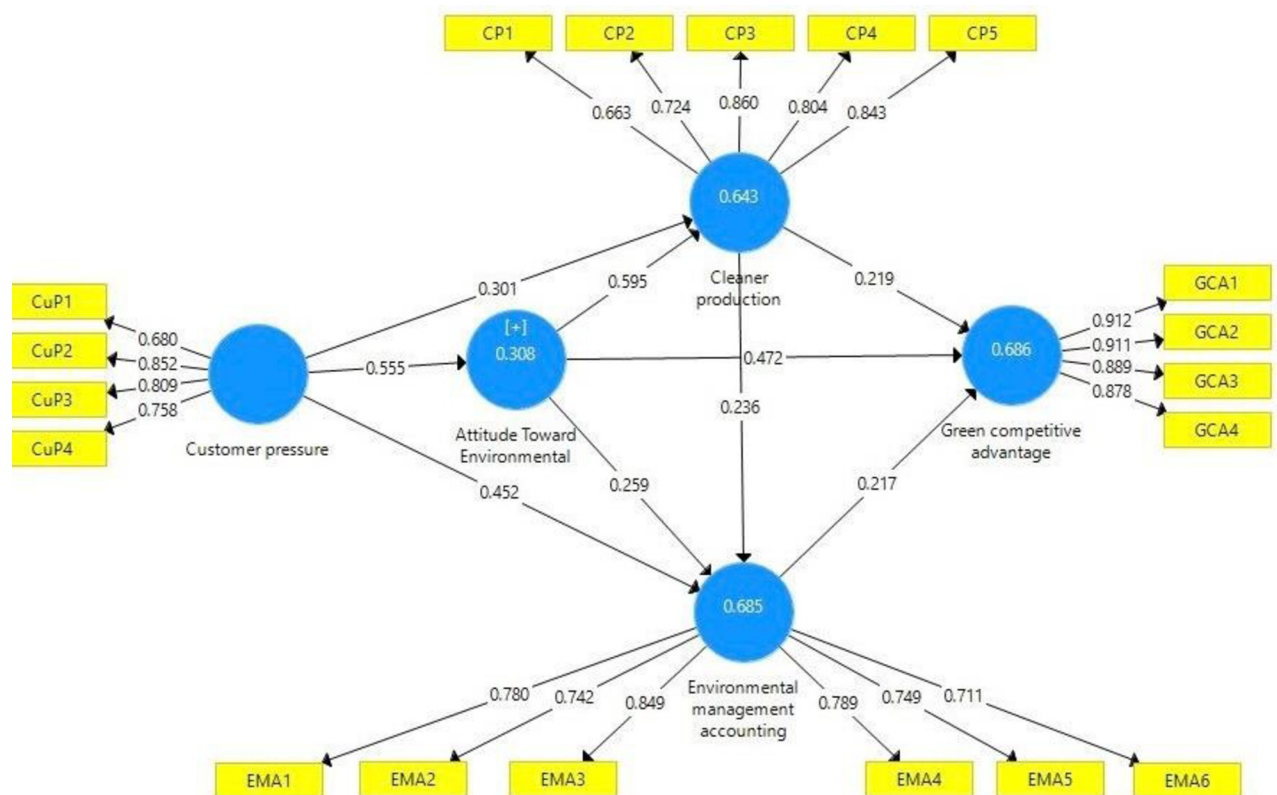 CP1 CP2 CP3 CP4 CP5
0.663 0.724 0.860 0.804 0.843
0.643
Cleaner
production
0.301
0.595
0.219
CuP1
CuP2
CuP3
CuP4
0.680
0.852
0.809
0.758
Customer pressure
0.555
[+]
0.308
Attitude Toward
Environmental
0.472
0.236
0.452
0.259
0.217
0.686
Green competitive
advantage
GCA1
GCA2
GCA3
GCA4
0.912
0.911
0.889
0.878
0.685
Environmental
management
accounting
0.780 0.742 0.849 0.789 0.749 0.711
EMA1 EMA2 EMA3 EMA4 EMA5 EMA6